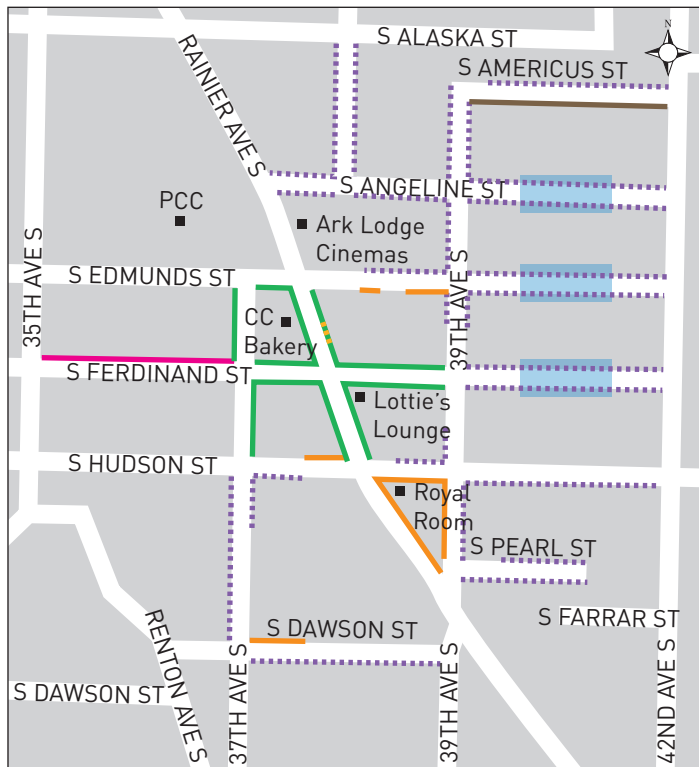 S ALASKA ST
N
RAINIER AVE S
S AMERICUS ST
S ANGELINE ST
PCC
Ark Lodge
Cinemas
35TH AVE S
S EDMUNDS ST
39TH AVE S
CC
Bakery
S FERDINAND ST
Lottie's
Lounge
S HUDSON ST
Royal
Room
S PEARL ST
S FARRAR ST
S DAWSON ST
RENTON AVE S
37TH AVE S
39TH AVE S
42ND AVE S
S DAWSON ST